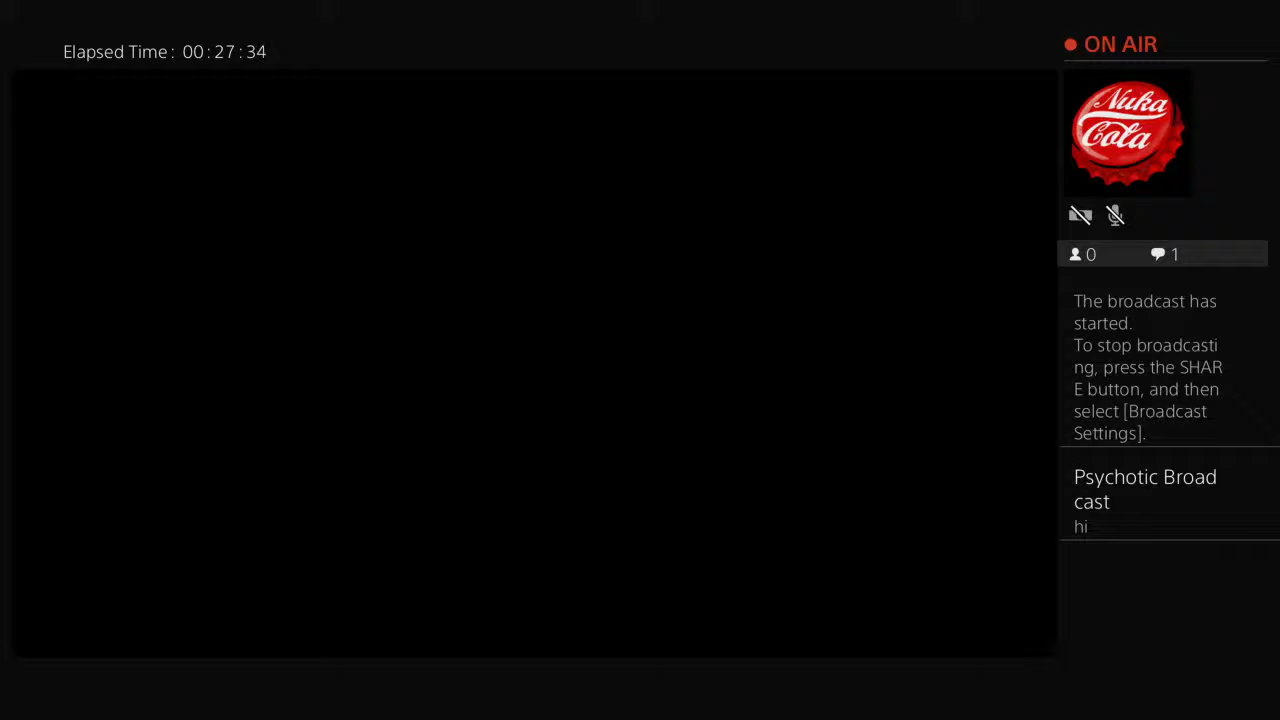 Elapsed Time: 00:27:34
ON AIR
Nuka
Cola
0 1
The broadcast has
started.
To stop broadcasti
ng, press the SHAR
E button, and then
select [Broadcast
Settings].
Psychotic Broad
cast
hi